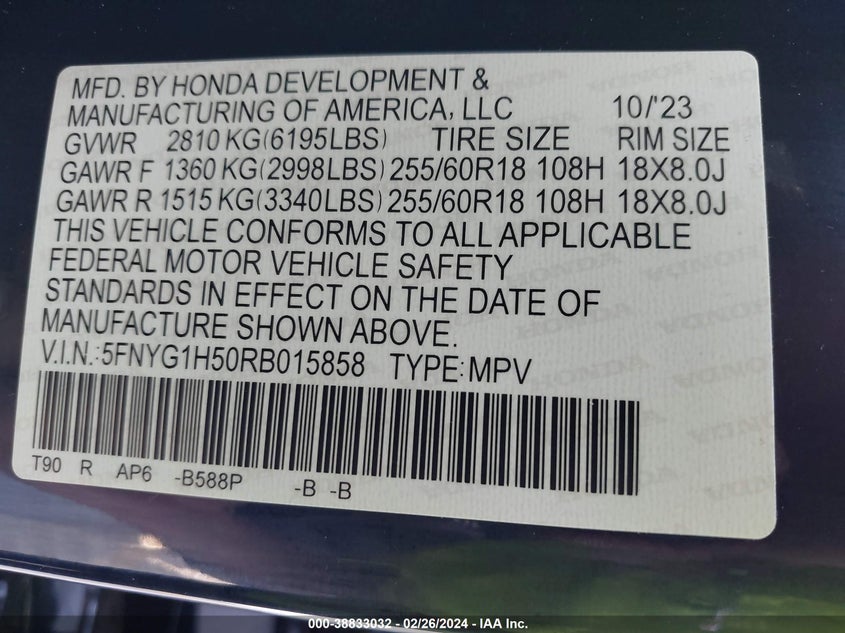 MFD. BY HONDA DEVELOPMENT &
MANUFACTURING OF AMERICA, LLC 10/'23
GVWR 2810 KG(6195LBS) TIRE SIZE RIM SIZE
GAWR F 1360 KG(2998LBS) 255/60R18 108H 18X8.0J
GAWR R 1515 KG(3340LBS) 255/60R18 108H 18X8.0J
THIS VEHICLE CONFORMS TO ALL APPLICABLE
FEDERAL MOTOR VEHICLE SAFETY
STANDARDS IN EFFECT ON THE DATE OF
MANUFACTURE SHOWN ABOVE.
V.I.N.:5FNYG1H50RB015858 TYPE:MPV
T90 R AP6 -B588P -B -B
000-38833032 - 02/26/2024 - IAA Inc.